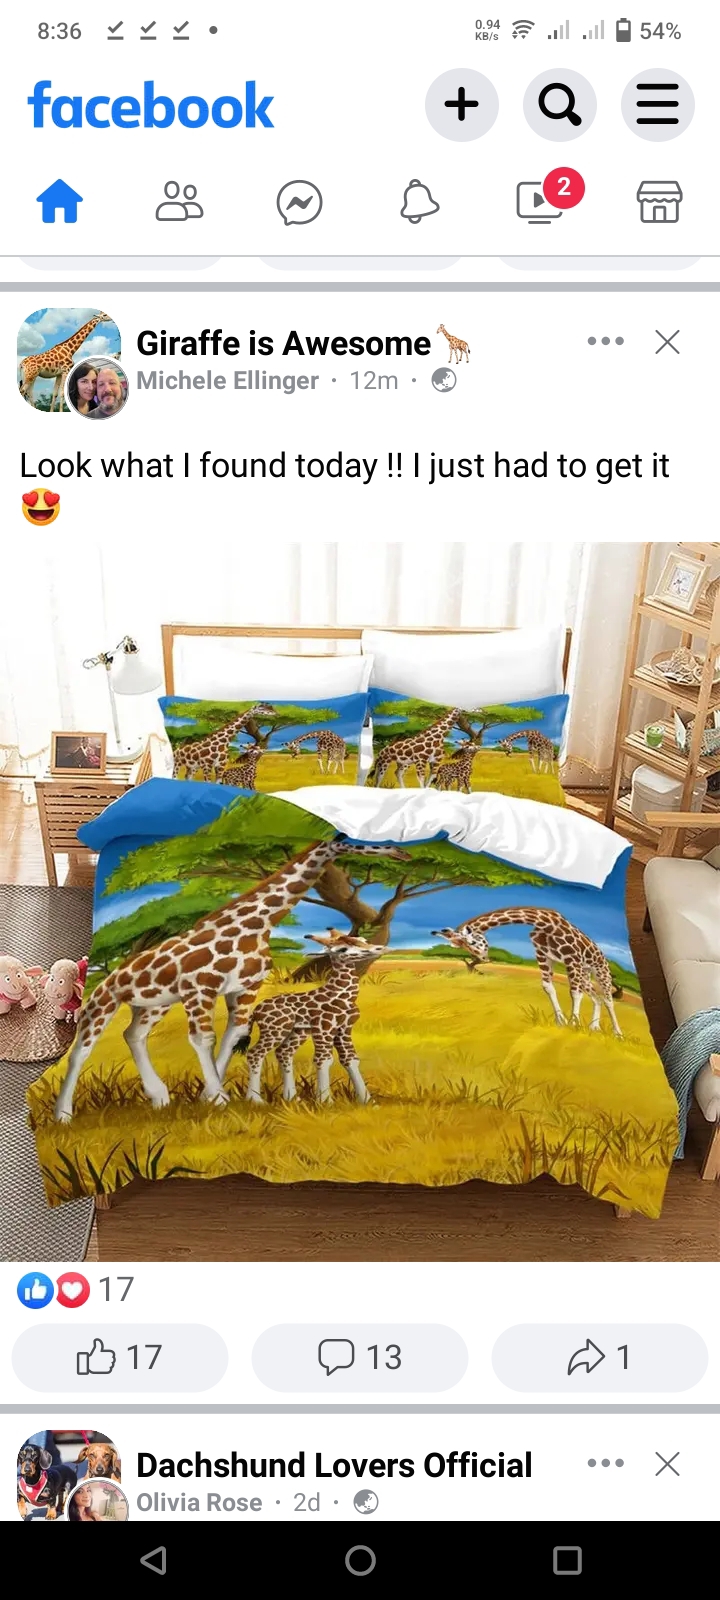 8:36
0.94
KB/s
54%
facebook
2
Giraffe is Awesome🦒
Michele Ellinger · 12m ·
Look what I found today !! I just had to get it
😍
17
17
13
1
Dachshund Lovers Official
Olivia Rose · 2d ·